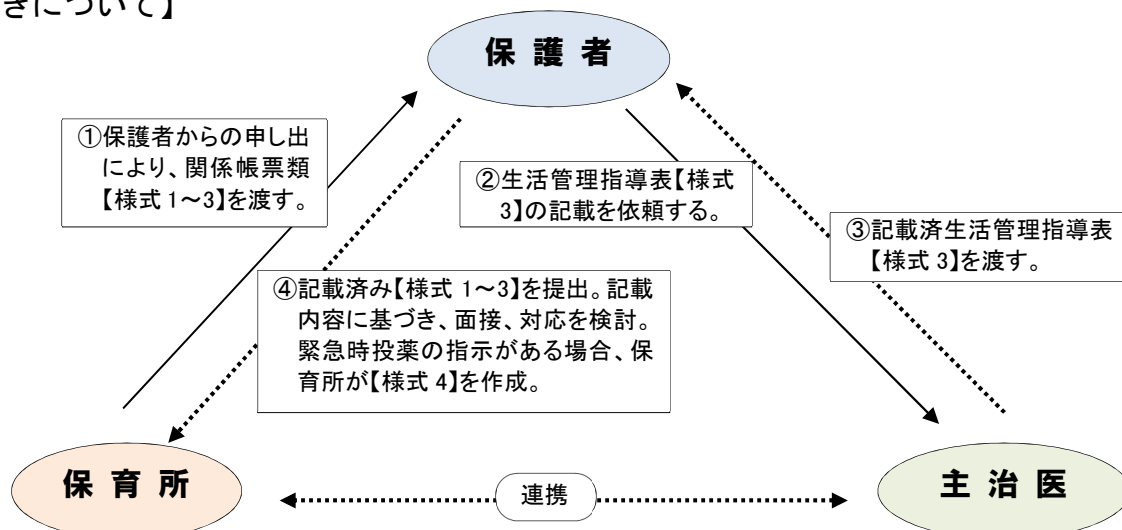 きについて】
保 護 者
①保護者からの申し出
により、関係帳票類
【様式 1～3】を渡す。
②生活管理指導表【様式
3】の記載を依頼する。
③記載済生活管理指導表
【様式 3】を渡す。
④記載済み【様式 1～3】を提出。記載
内容に基づき、面接、対応を検討。
緊急時投薬の指示がある場合、保
育所が【様式 4】を作成。
保 育 所
連携
主 治 医